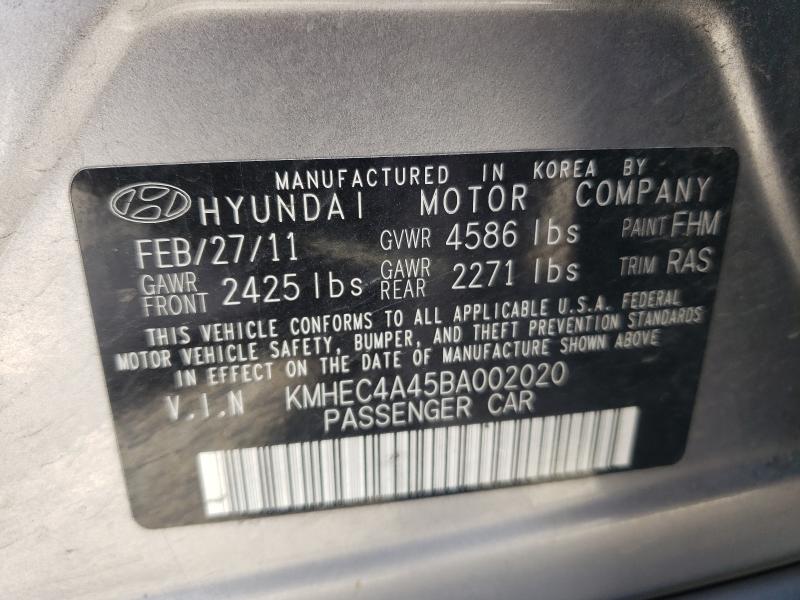 MANUFACTURED IN KOREA BY
HYUNDAI MOTOR COMPANY
FEB/27/11 GVWR 4586 lbs PAINT FHM
GAWR FRONT 2425 lbs GAWR REAR 2271 lbs TRIM RAS
THIS VEHICLE CONFORMS TO ALL APPLICABLE U.S.A. FEDERAL
MOTOR VEHICLE SAFETY, BUMPER, AND THEFT PREVENTION STANDARDS
IN EFFECT ON THE DATE OF MANUFACTURE SHOWN ABOVE
V.I.N KMHEC4A45BA002020
PASSENGER CAR